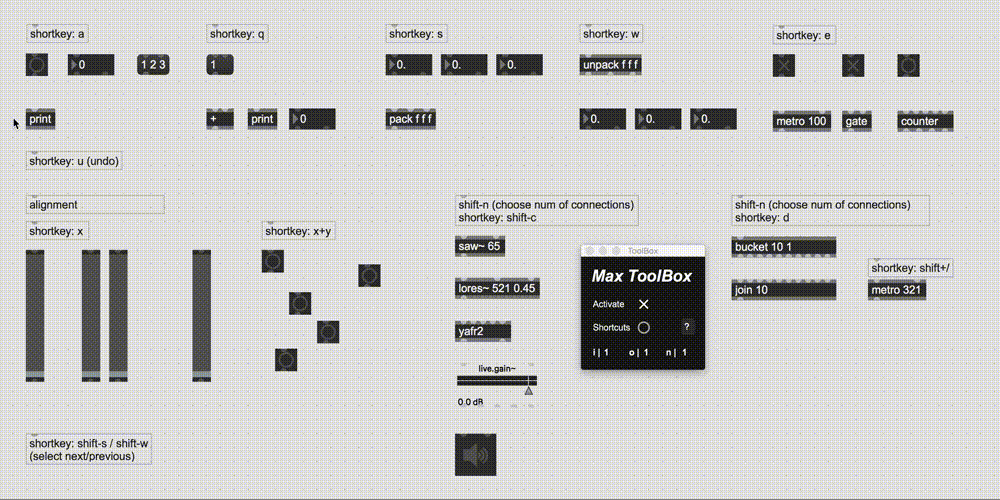 shortkey: a
shortkey: q
shortkey: s
shortkey: w
shortkey: e
0
1 2 3
1
0.
0.
0.
unpack f f f
print
+
print
0
pack f f f
0.
0.
0.
metro 100
gate
counter
shortkey: u (undo)
alignment
shortkey: x
shortkey: x+y
shift-n (choose num of connections)
shortkey: shift-c
shift-n (choose num of connections)
shortkey: d
saw~ 65
bucket 10 1
lores~ 521 0.45
join 10
shortkey: shift+/
metro 321
yafr2
live.gain~
0.0 dB
ToolBox
Max ToolBox
Activate
Shortcuts
?
i | 1
o | 1
n | 1
shortkey: shift-s / shift-w
(select next/previous)